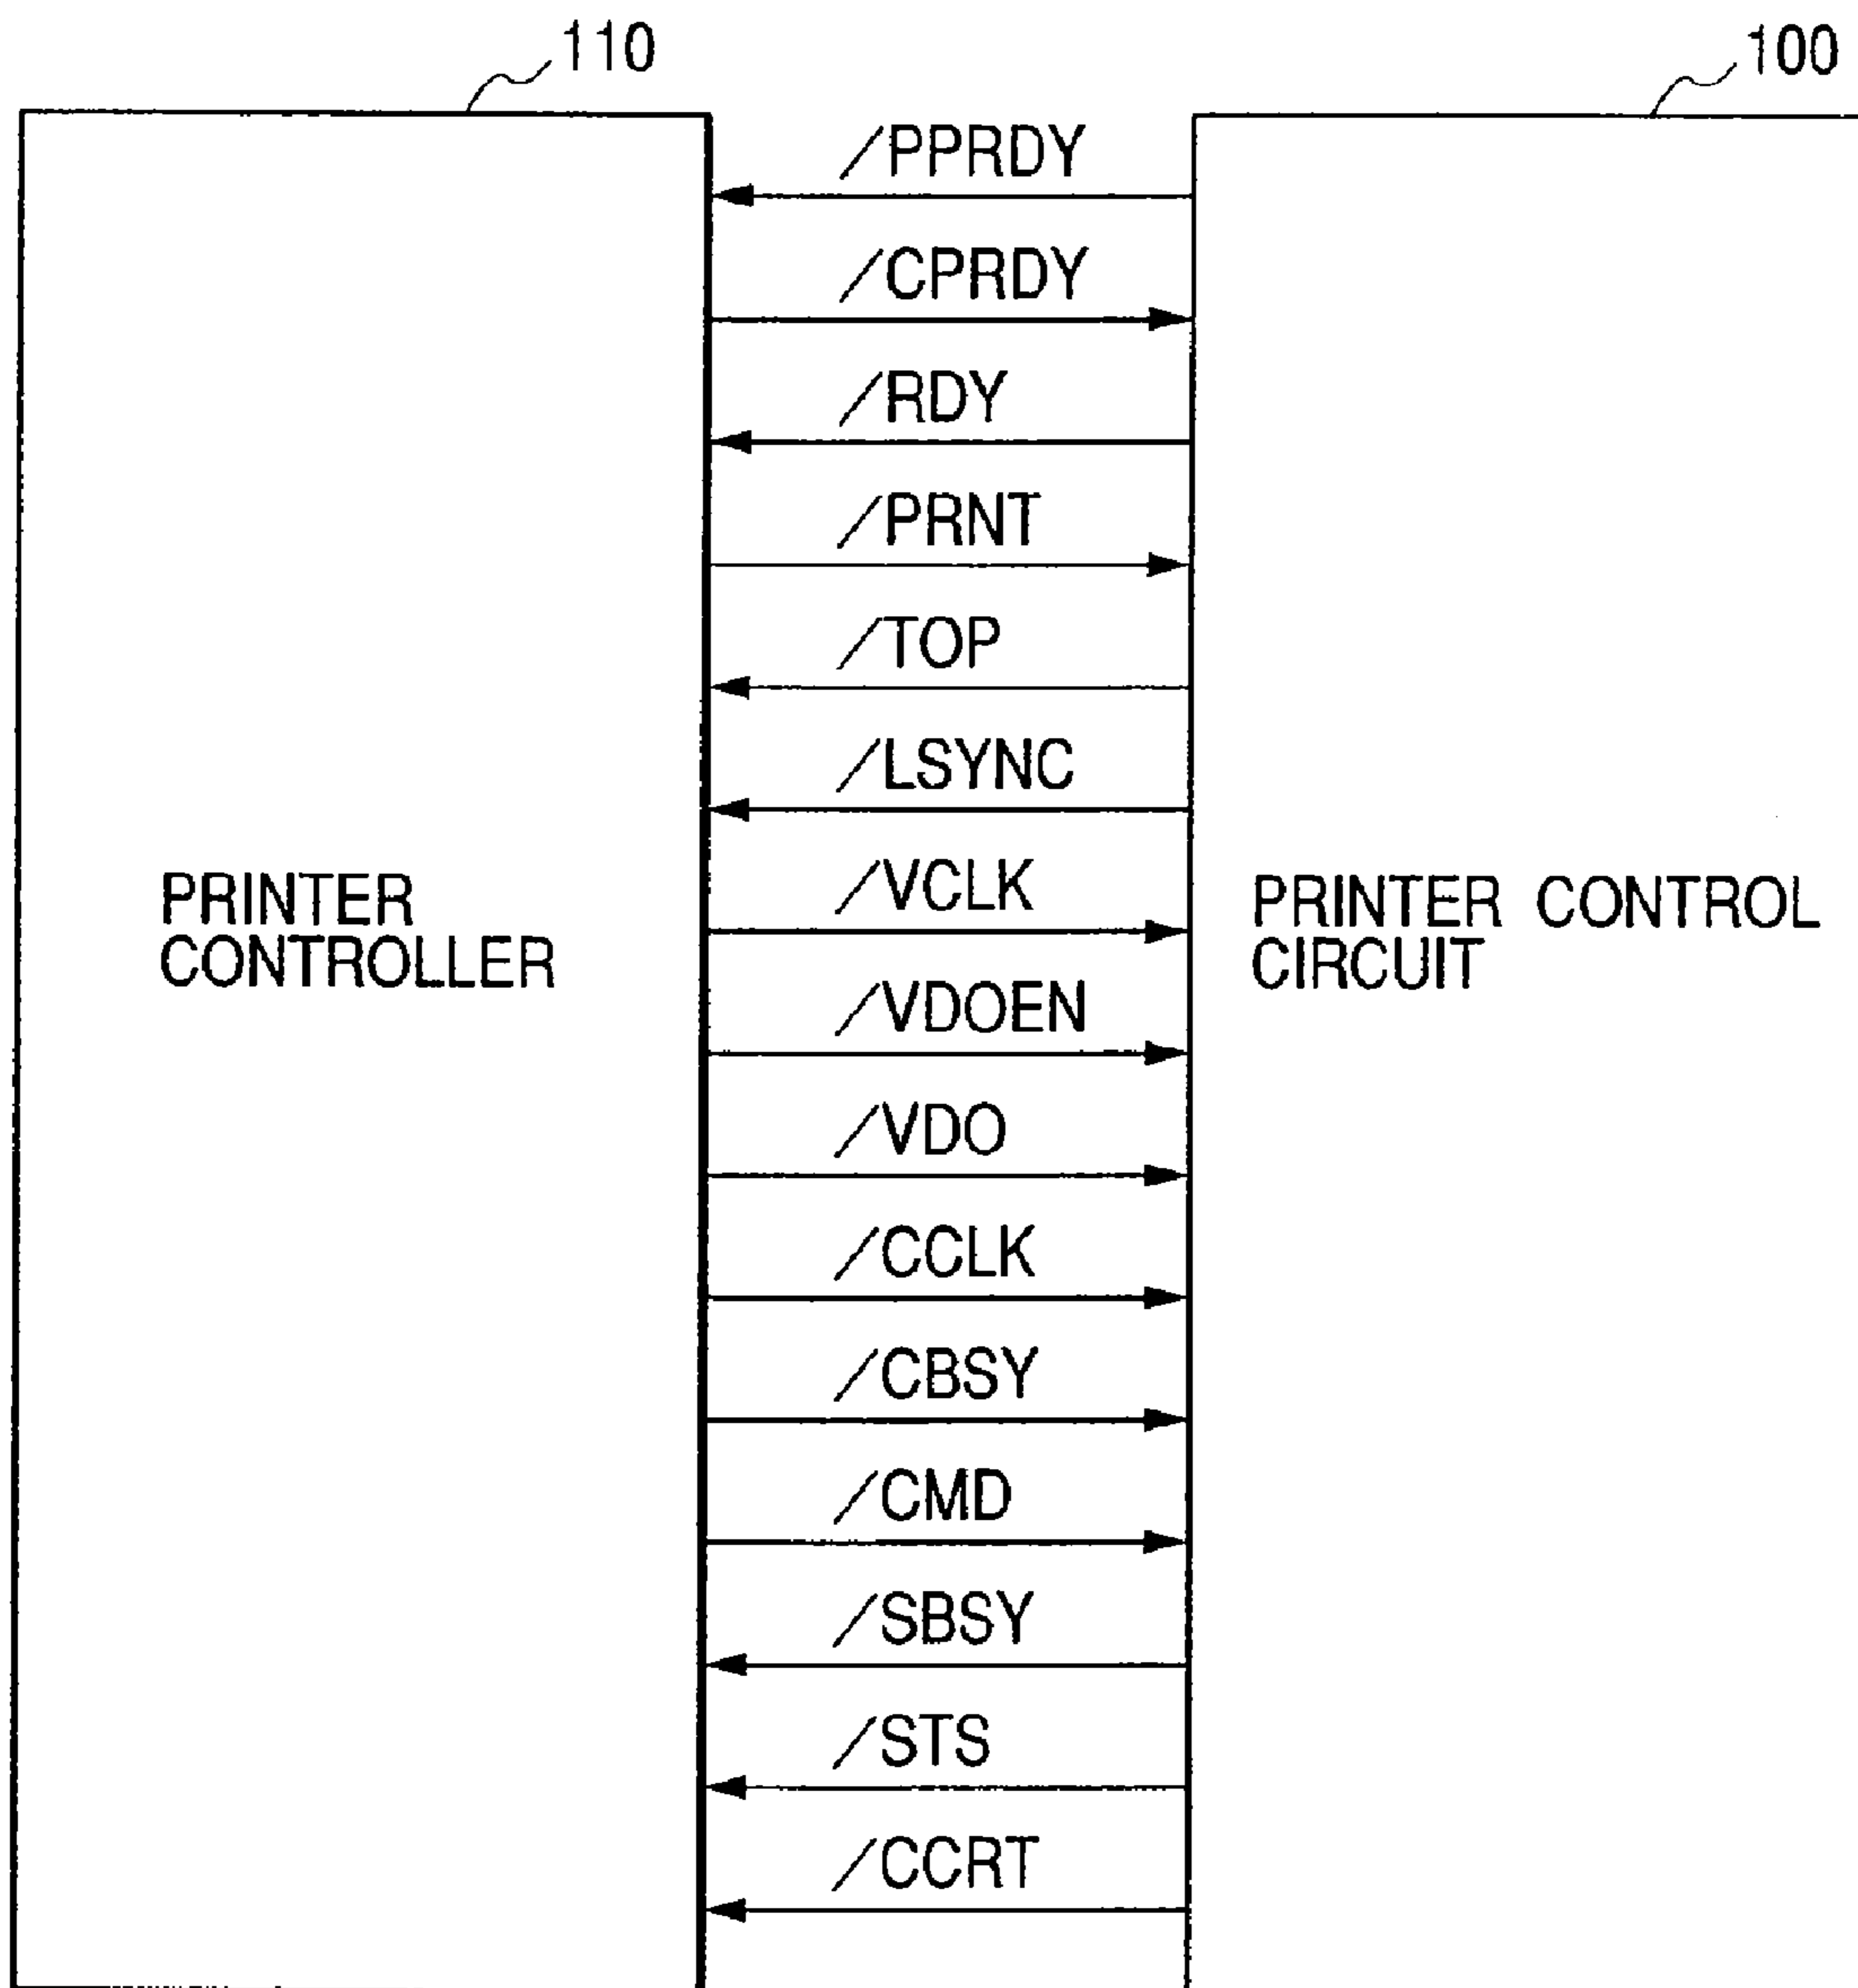 110
100
/PPRDY
/CPRDY
/RDY
/PRNT
/TOP
/LSYNC
/VCLK
PRINTER
CONTROLLER
PRINTER CONTROL
CIRCUIT
/VDOEN
/VDO
/CCLK
/CBSY
/CMD
/SBSY
/STS
/CCRT